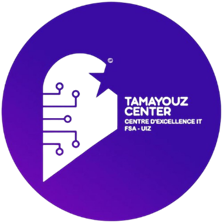 ©
TAMAYOUZ
CENTER
CENTRE D'EXCELLENCE IT
FSA - UIZ